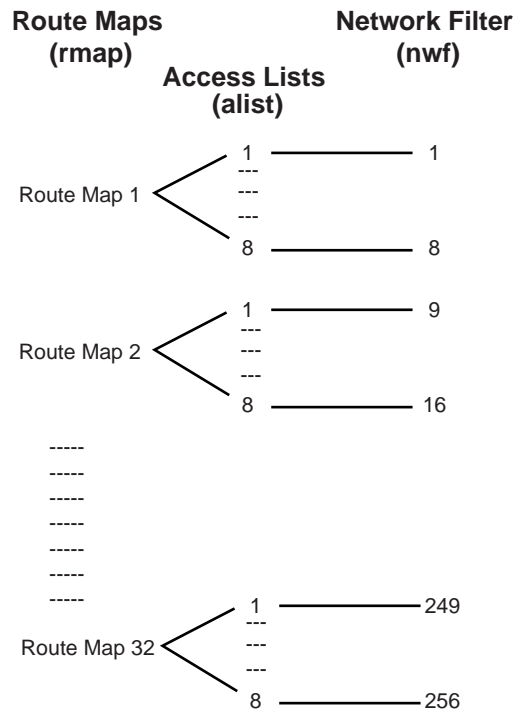 Route Maps
(rmap)
Network Filter
(nwf)
Access Lists
(alist)
1 1
---
Route Map 1 ---
---
8 8
1 9
---
Route Map 2 ---
---
8 16
-----
-----
-----
-----
-----
-----
-----
1 249
---
Route Map 32 ---
---
8 256